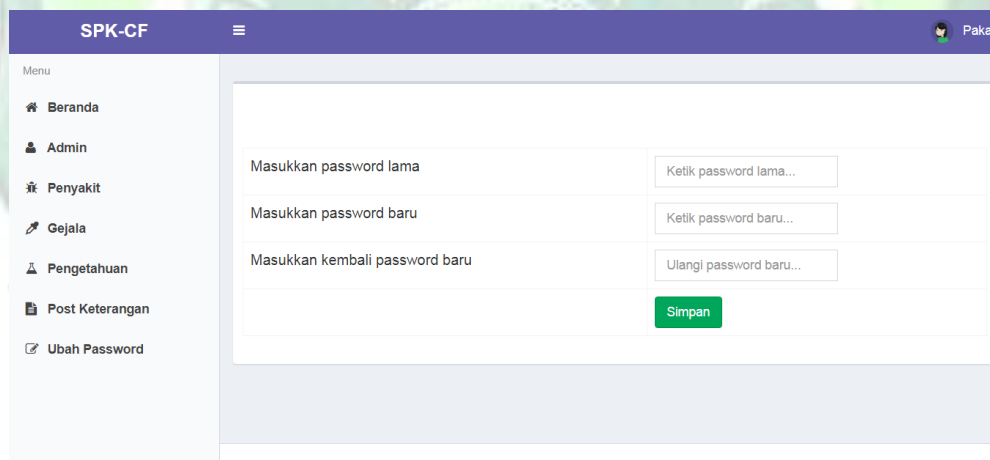 SPK-CF
Menu
Beranda
Admin
Penyakit
Gejala
Pengetahuan
Post Keterangan
Ubah Password
Masukkan password lama
Ketik password lama...
Masukkan password baru
Ketik password baru...
Masukkan kembali password baru
Ulangi password baru...
Simpan